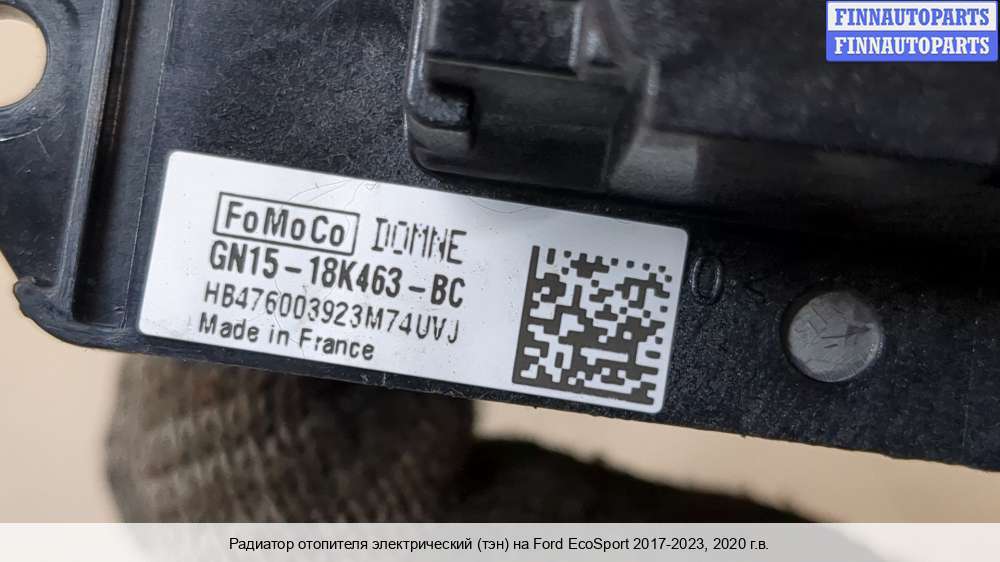 FINNAUTOPARTS
FINNAUTOPARTS
FoMoCo DOMNE
GN15-18K463-BC
HB476003923M74UVJ
Made in France
Радиатор отопителя электрический (тэн) на Ford EcoSport 2017-2023, 2020 г.в.